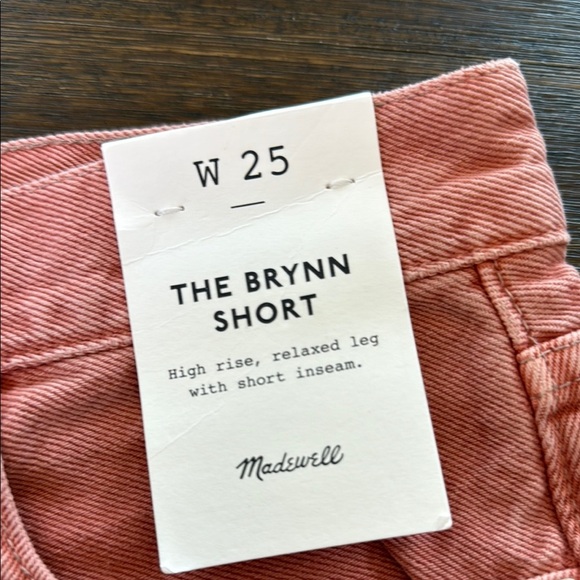 W 25
THE BRYNN
SHORT
High rise, relaxed leg
with short inseam.
Madewell